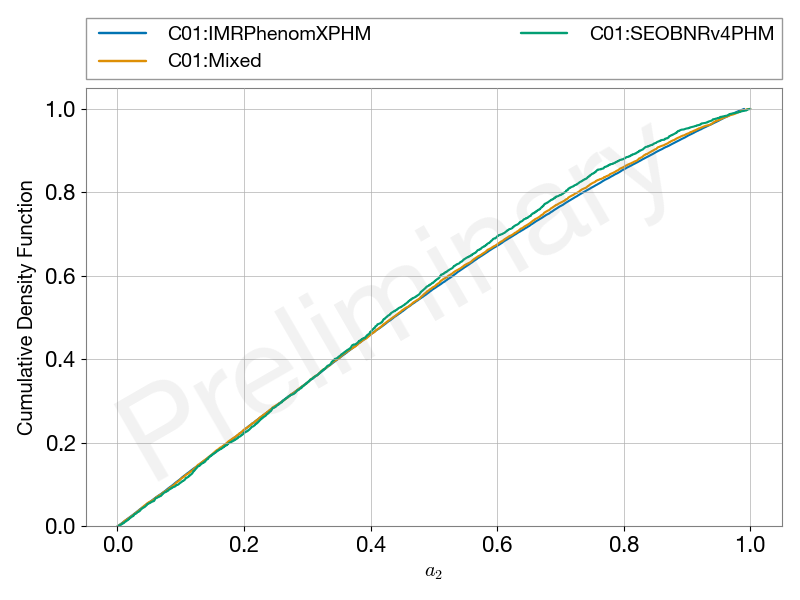 C01:IMRPhenomXPHM
C01:Mixed
C01:SEOBNRv4PHM
1.0
0.8
0.6
0.4
0.2
0.0
Cumulative Density Function
Preliminary
0.0 0.2 0.4 0.6 0.8 1.0
a₂